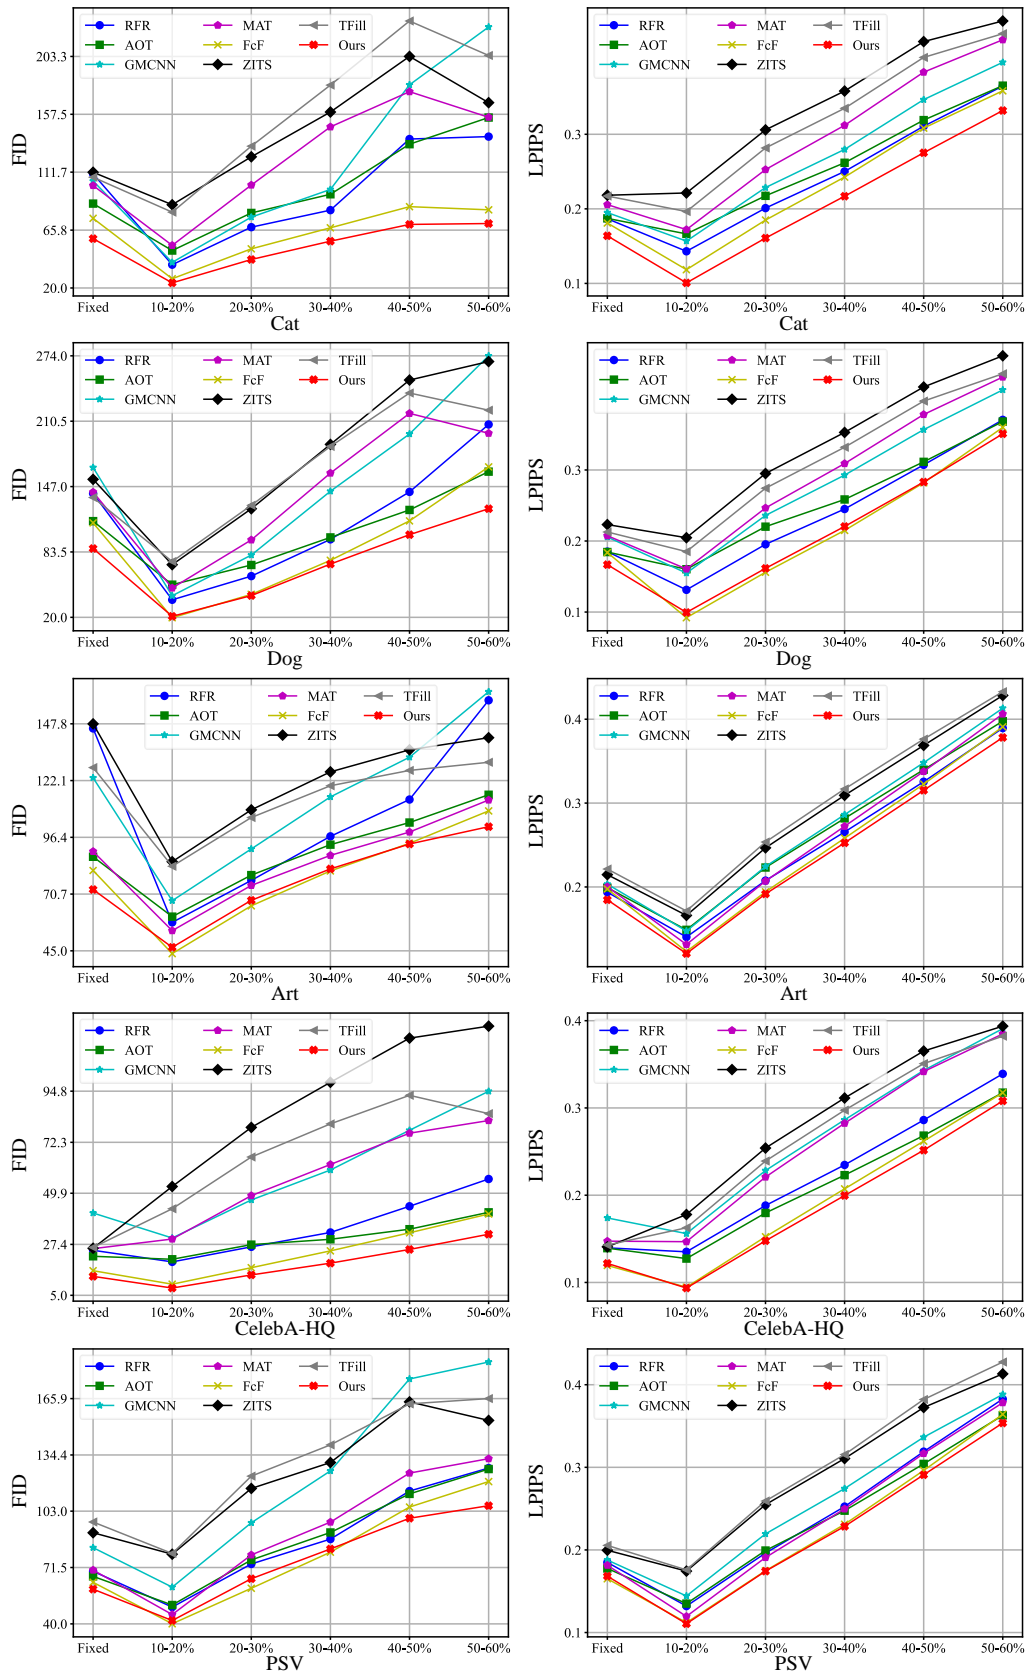 RFR MAT TFill
AOT FcF Ours
GMCNN ZITS
FID
203.3
157.5
111.7
65.8
20.0
Fixed 10-20% 20-30% 30-40% 40-50% 50-60%
Cat
RFR MAT TFill
AOT FcF Ours
GMCNN ZITS
LPIPS
0.3
0.2
0.1
Fixed 10-20% 20-30% 30-40% 40-50% 50-60%
Cat
RFR MAT TFill
AOT FcF Ours
GMCNN ZITS
FID
274.0
210.5
147.0
83.5
20.0
Fixed 10-20% 20-30% 30-40% 40-50% 50-60%
Dog
RFR MAT TFill
AOT FcF Ours
GMCNN ZITS
LPIPS
0.3
0.2
0.1
Fixed 10-20% 20-30% 30-40% 40-50% 50-60%
Dog
RFR MAT TFill
AOT FcF Ours
GMCNN ZITS
FID
147.8
122.1
96.4
70.7
45.0
Fixed 10-20% 20-30% 30-40% 40-50% 50-60%
Art
RFR MAT TFill
AOT FcF Ours
GMCNN ZITS
LPIPS
0.4
0.3
0.2
Fixed 10-20% 20-30% 30-40% 40-50% 50-60%
Art
RFR MAT TFill
AOT FcF Ours
GMCNN ZITS
FID
94.8
72.3
49.9
27.4
5.0
Fixed 10-20% 20-30% 30-40% 40-50% 50-60%
CelebA-HQ
RFR MAT TFill
AOT FcF Ours
GMCNN ZITS
LPIPS
0.4
0.3
0.2
0.1
Fixed 10-20% 20-30% 30-40% 40-50% 50-60%
CelebA-HQ
RFR MAT TFill
AOT FcF Ours
GMCNN ZITS
FID
165.9
134.4
103.0
71.5
40.0
Fixed 10-20% 20-30% 30-40% 40-50% 50-60%
PSV
RFR MAT TFill
AOT FcF Ours
GMCNN ZITS
LPIPS
0.4
0.3
0.2
0.1
Fixed 10-20% 20-30% 30-40% 40-50% 50-60%
PSV